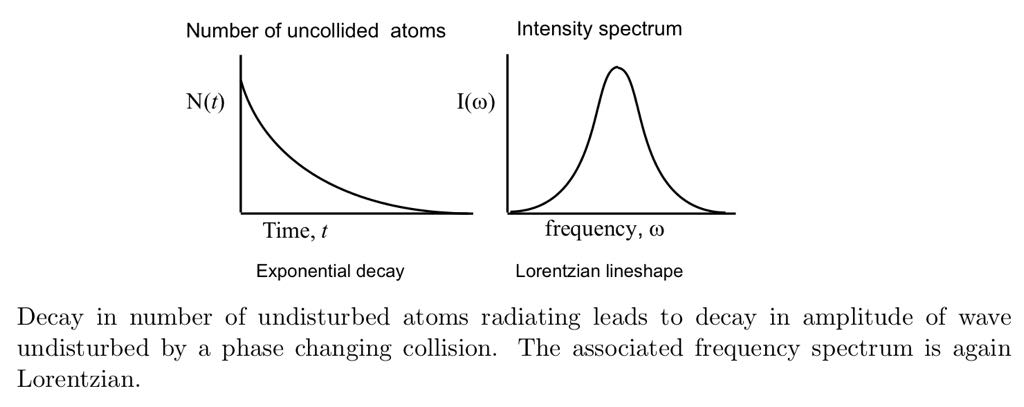 Number of uncollided atoms
Intensity spectrum
N(t)
I(ω)
Time, t
frequency, ω
Exponential decay
Lorentzian lineshape
Decay in number of undisturbed atoms radiating leads to decay in amplitude of wave
undisturbed by a phase changing collision. The associated frequency spectrum is again
Lorentzian.